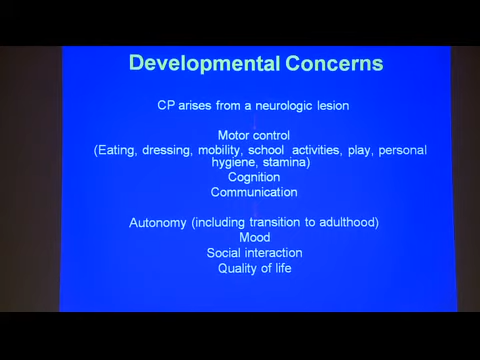 Developmental Concerns
CP arises from a neurologic lesion
Motor control
(Eating, dressing, mobility, school activities, play, personal
hygiene, stamina)
Cognition
Communication
Autonomy (including transition to adulthood)
Mood
Social interaction
Quality of life